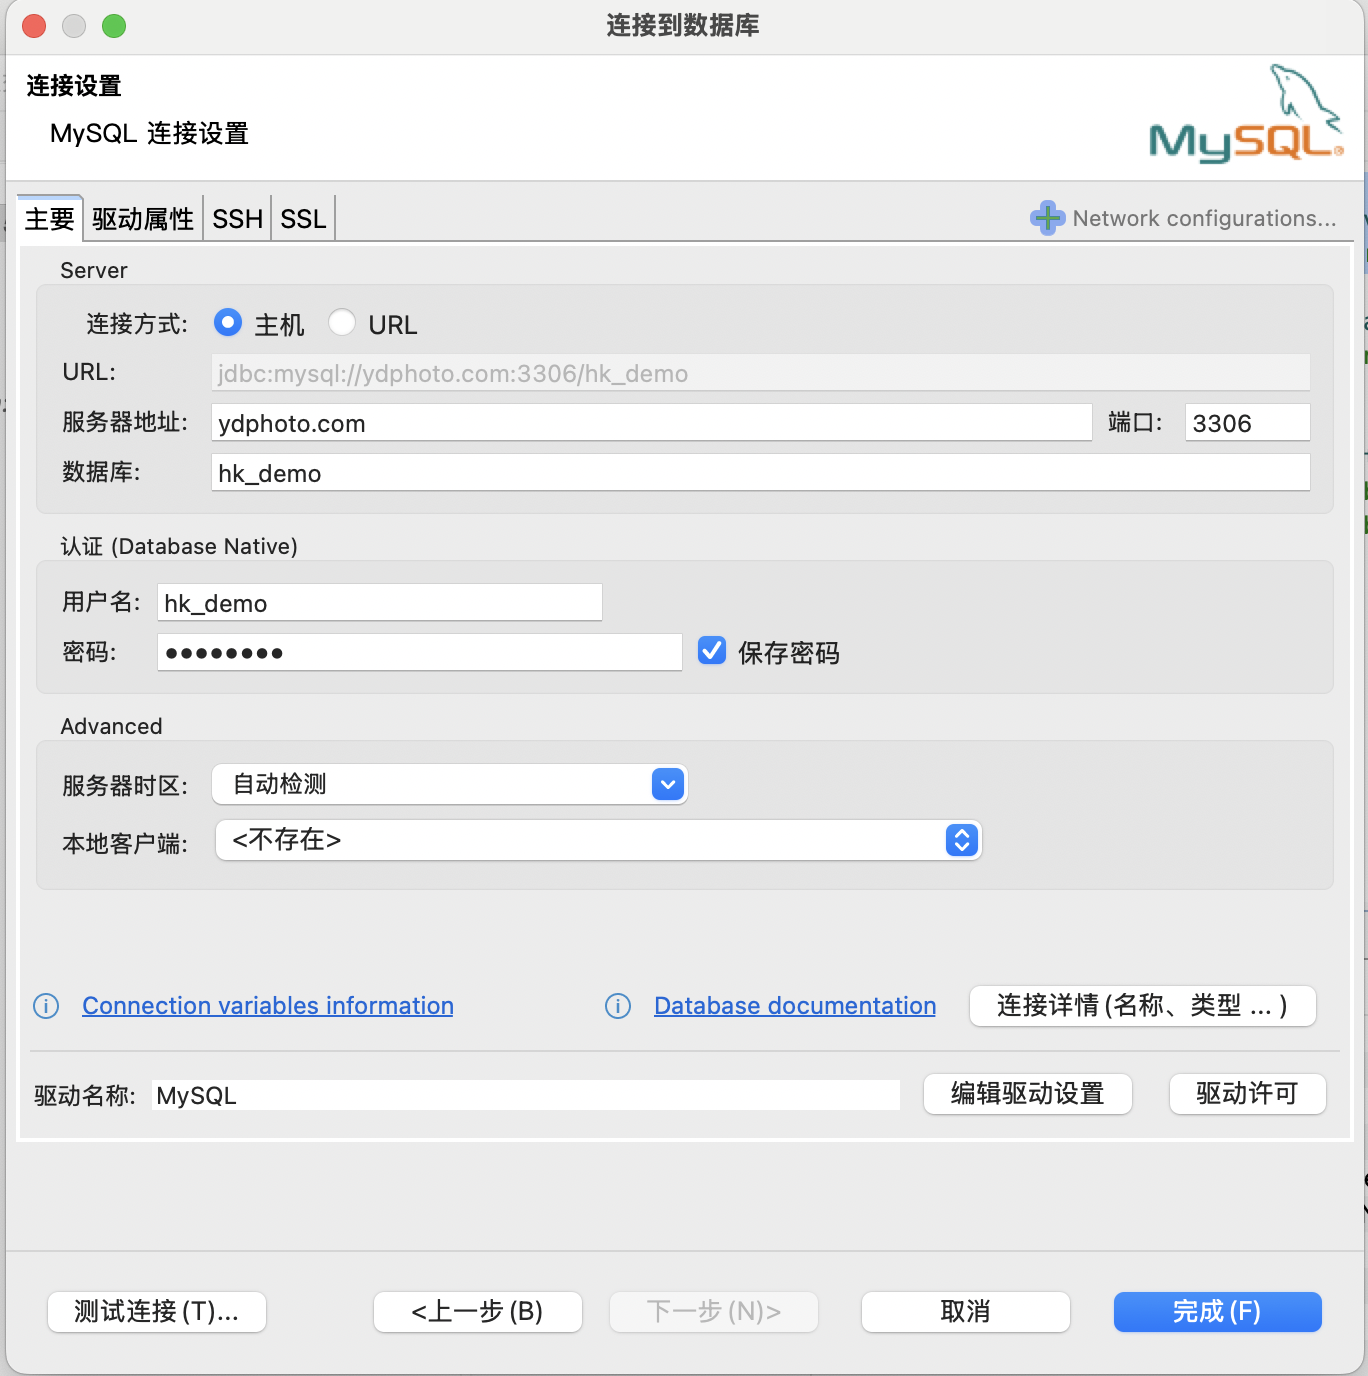 连接到数据库
连接设置
MySQL 连接设置
MySQL
主要 驱动属性 SSH SSL Network configurations...
Server
连接方式: 主机 URL
URL: jdbc:mysql://ydphoto.com:3306/hk_demo
服务器地址: ydphoto.com 端口: 3306
数据库: hk_demo
认证 (Database Native)
用户名: hk_demo
密码: •••••••• 保存密码
Advanced
服务器时区: 自动检测
本地客户端: <不存在>
Connection variables information Database documentation 连接详情(名称、类型 ... )
驱动名称: MySQL 编辑驱动设置 驱动许可
测试连接(T)... <上一步(B) 下一步(N)> 取消 完成(F)